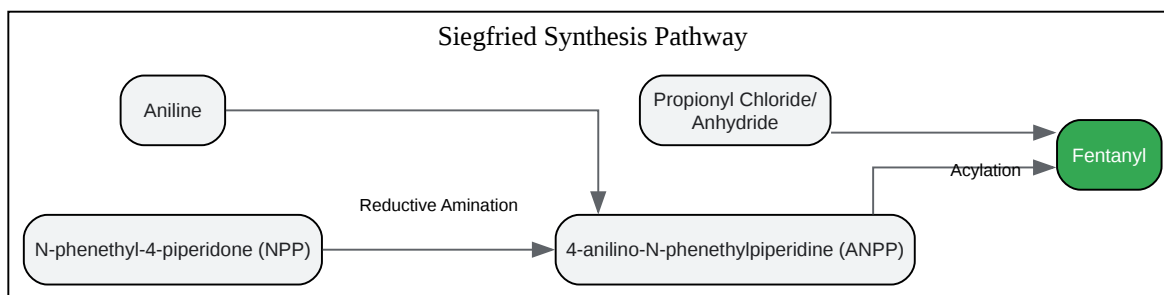 Siegfried Synthesis Pathway
Aniline
Propionyl Chloride/
Anhydride
Fentanyl
Acylation
Reductive Amination
N-phenethyl-4-piperidone (NPP)
4-anilino-N-phenethylpiperidine (ANPP)